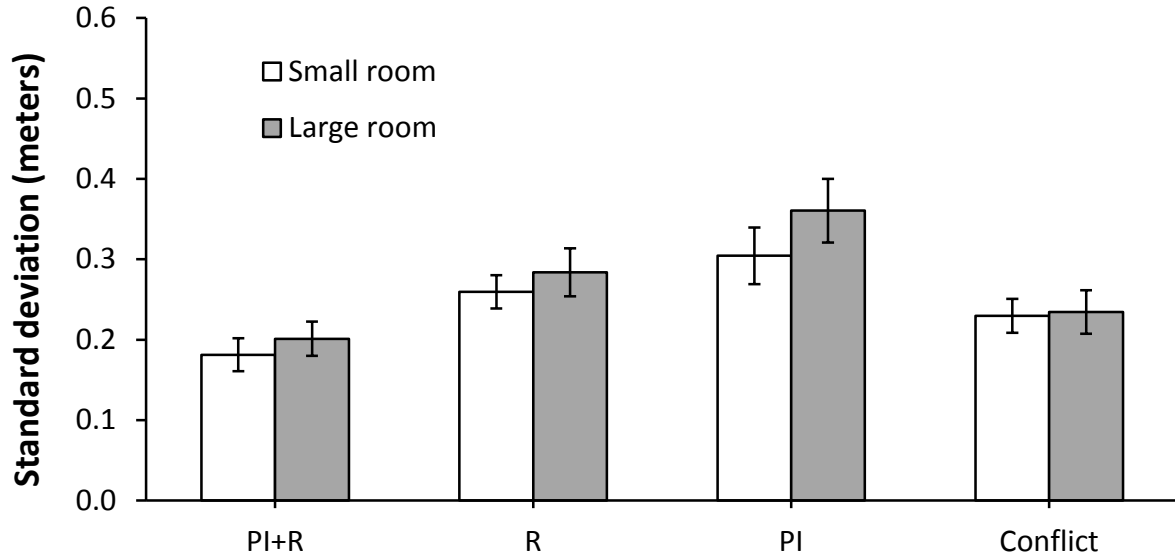 0.6
0.5
0.4
0.3
0.2
0.1
0.0
Standard deviation (meters)
Small room
Large room
PI+R
R
PI
Conflict